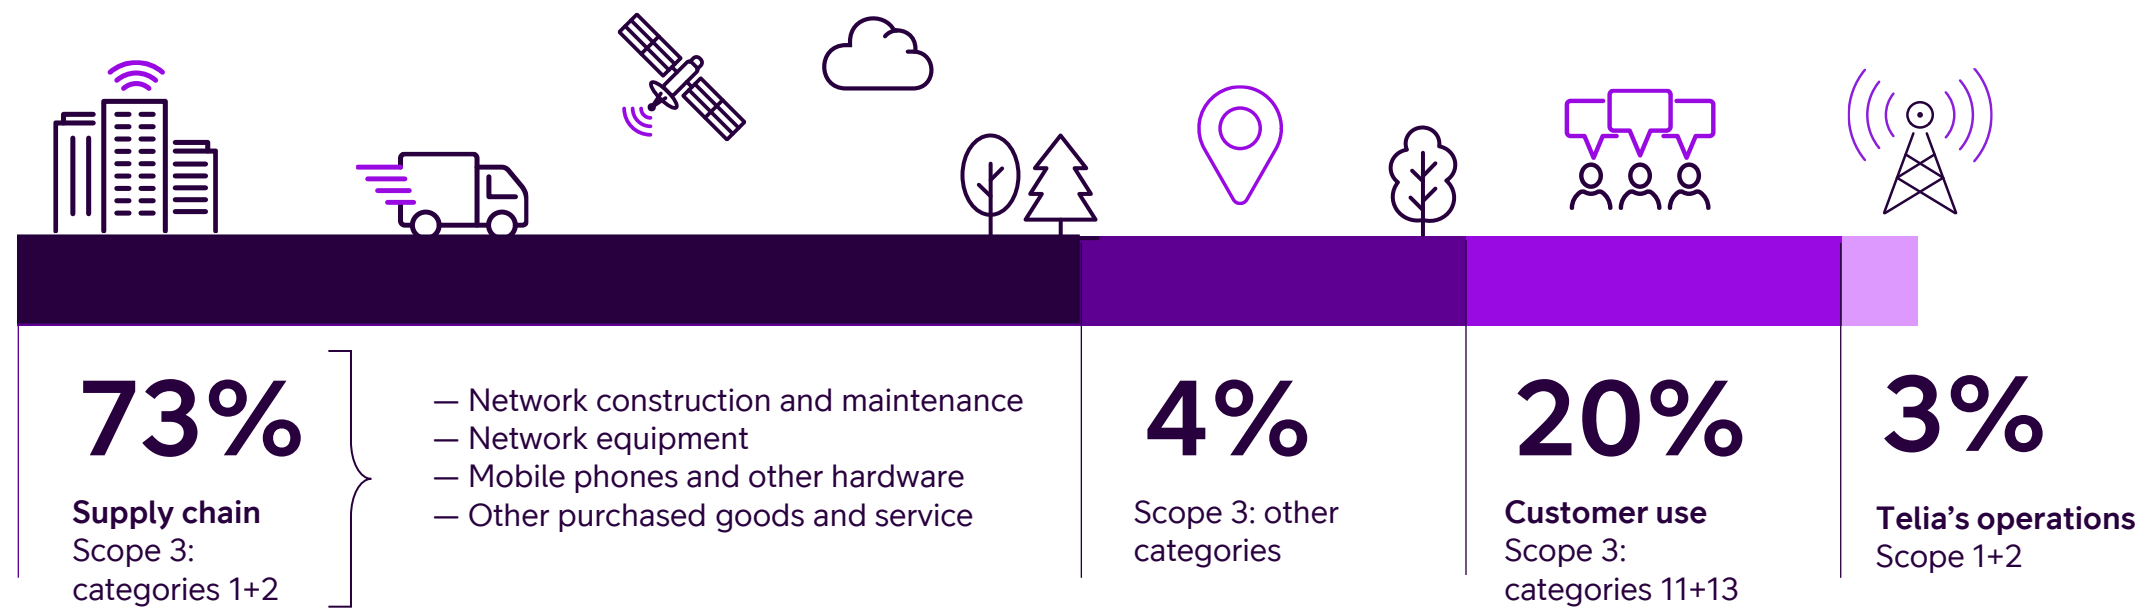 73%
Supply chain
Scope 3:
categories 1+2
— Network construction and maintenance
— Network equipment
— Mobile phones and other hardware
— Other purchased goods and service
4%
Scope 3: other
categories
20%
Customer use
Scope 3:
categories 11+13
3%
Telia’s operations
Scope 1+2